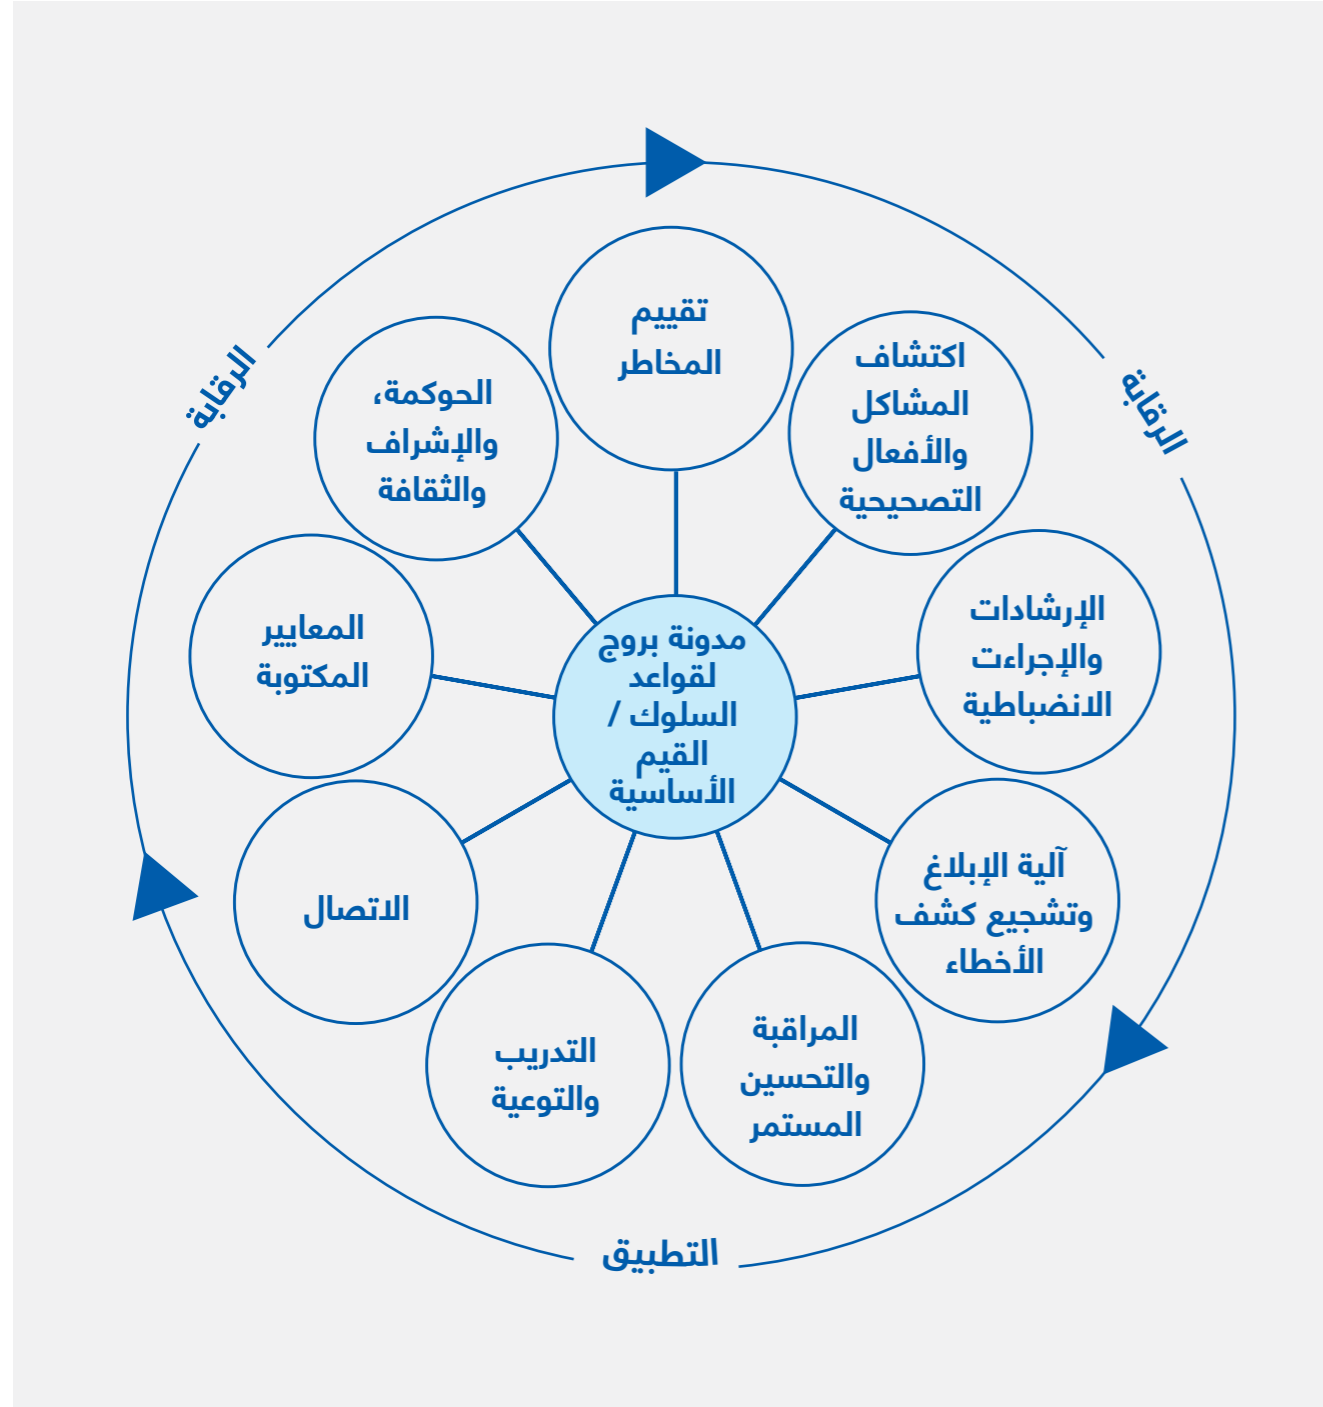 تقييم
المخاطر
اكتشاف
المشاكل
والأفعال
التصحيحية
الإرشادات
والإجراءت
الانضباطية
آلية الإبلاغ
وتشجيع كشف
الأخطاء
المراقبة
والتحسين
المستمر
التدريب
والتوعية
الاتصال
المعايير
المكتوبة
الحوكمة،
والإشراف
والثقافة
مدونة بروج
لقواعد
السلوك /
القيم
الأساسية
الرقابة
التطبيق
الرقابة